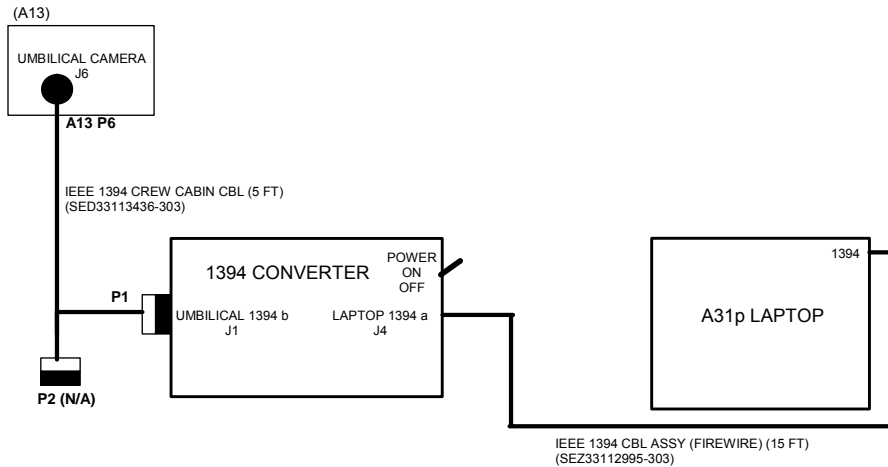 (A13)
UMBILICAL CAMERA
J6
A13 P6
IEEE 1394 CREW CABIN CBL (5 FT)
(SED33113436-303)
P1
P2 (N/A)
1394 CONVERTER
POWER
ON
OFF
UMBILICAL 1394 b
J1
LAPTOP 1394 a
J4
1394
A31p LAPTOP
IEEE 1394 CBL ASSY (FIREWIRE) (15 FT)
(SEZ33112995-303)